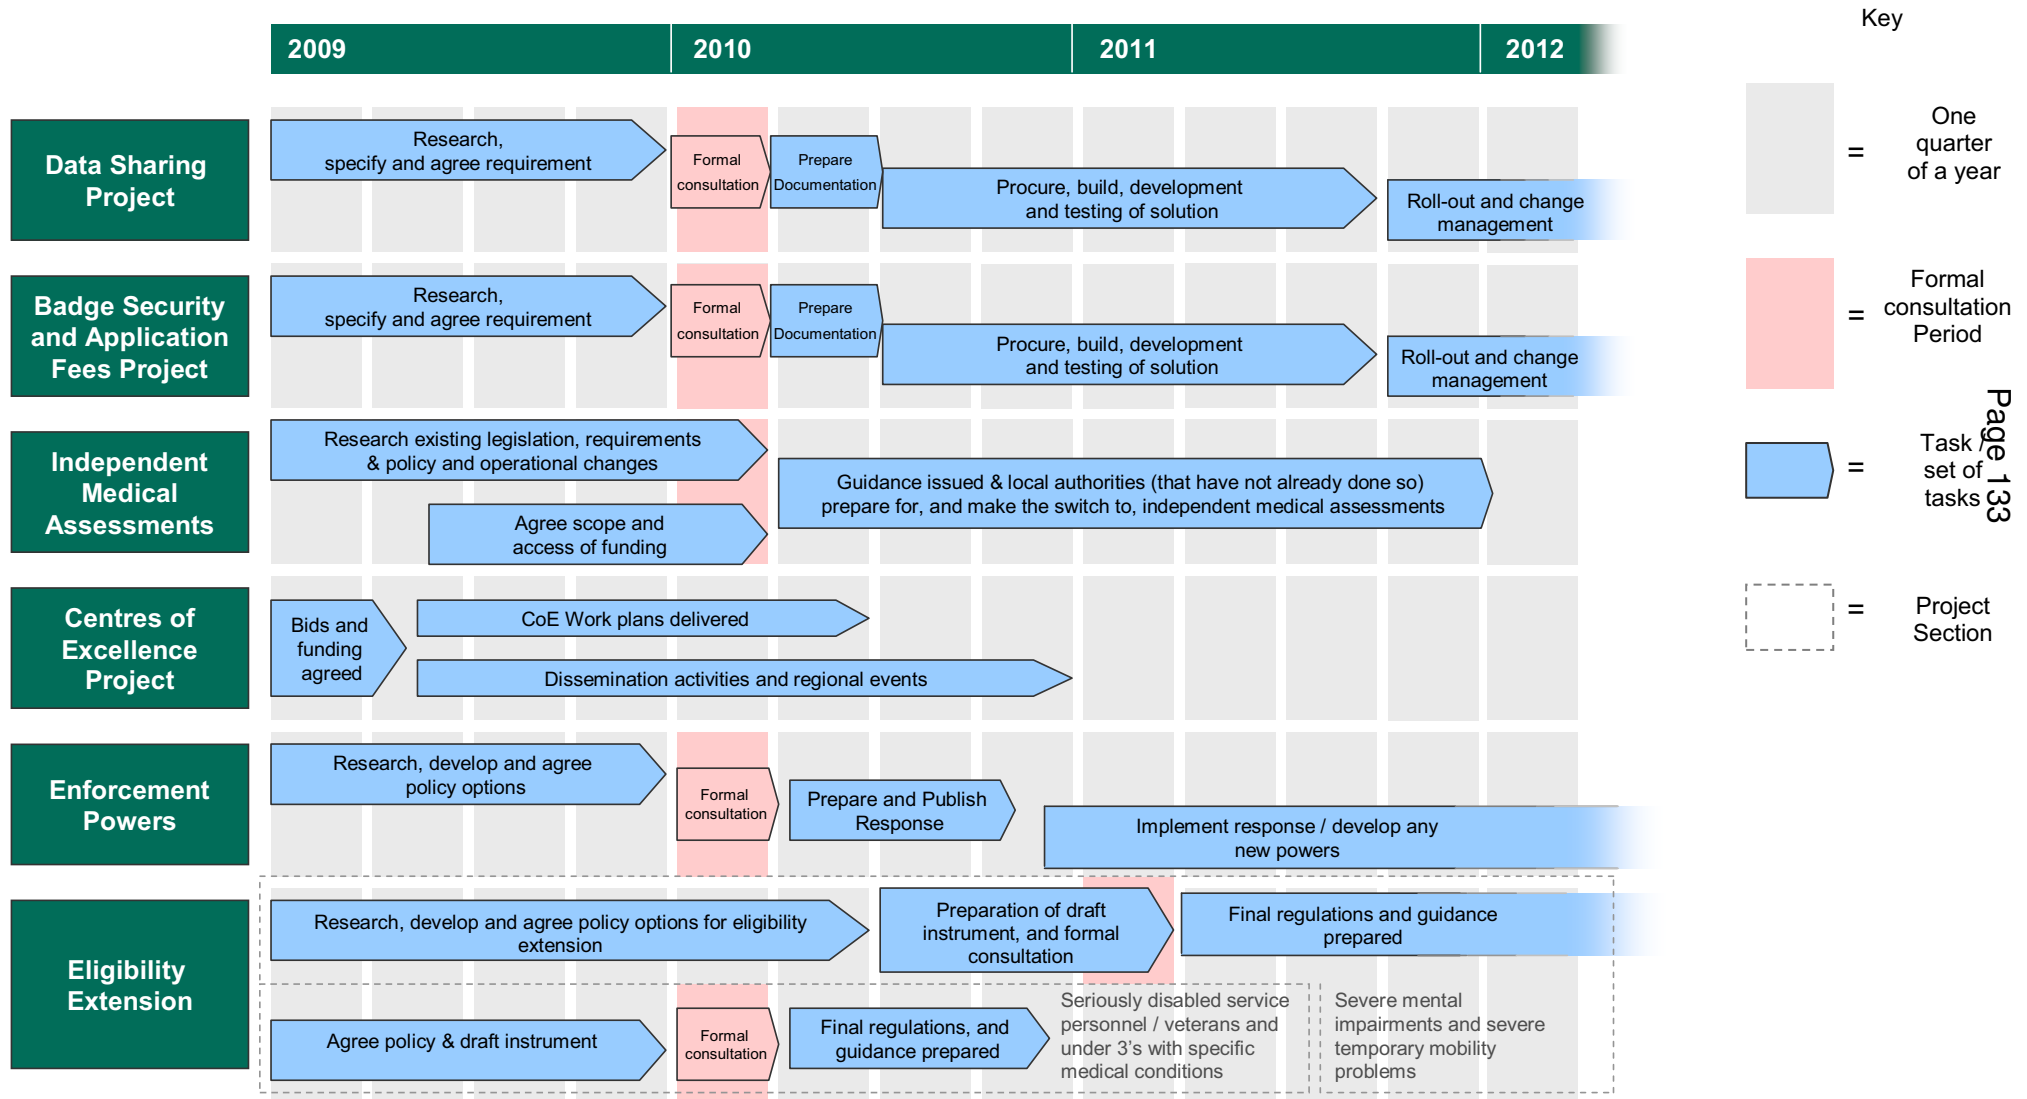 Key
2009
2010
2011
2012
Data Sharing
Project
Research,
specify and agree requirement
Formal
consultation
Prepare
Documentation
Procure, build, development
and testing of solution
Roll-out and change
management
Badge Security
and Application
Fees Project
Research,
specify and agree requirement
Formal
consultation
Prepare
Documentation
Procure, build, development
and testing of solution
Roll-out and change
management
Independent
Medical
Assessments
Research existing legislation, requirements
& policy and operational changes
Agree scope and
access of funding
Guidance issued & local authorities (that have not already done so)
prepare for, and make the switch to, independent medical assessments
Centres of
Excellence
Project
Bids and
funding
agreed
CoE Work plans delivered
Dissemination activities and regional events
Enforcement
Powers
Research, develop and agree
policy options
Formal
consultation
Prepare and Publish
Response
Implement response / develop any
new powers
Eligibility
Extension
Research, develop and agree policy options for eligibility
extension
Preparation of draft
instrument, and formal
consultation
Final regulations and guidance
prepared
Agree policy & draft instrument
Formal
consultation
Final regulations, and
guidance prepared
Seriously disabled service
personnel / veterans and
under 3's with specific
medical conditions
Severe mental
impairments and severe
temporary mobility
problems
=
One
quarter
of a year
=
Formal
consultation
Period
=
Task /
set of
tasks
=
Project
Section
Page 133